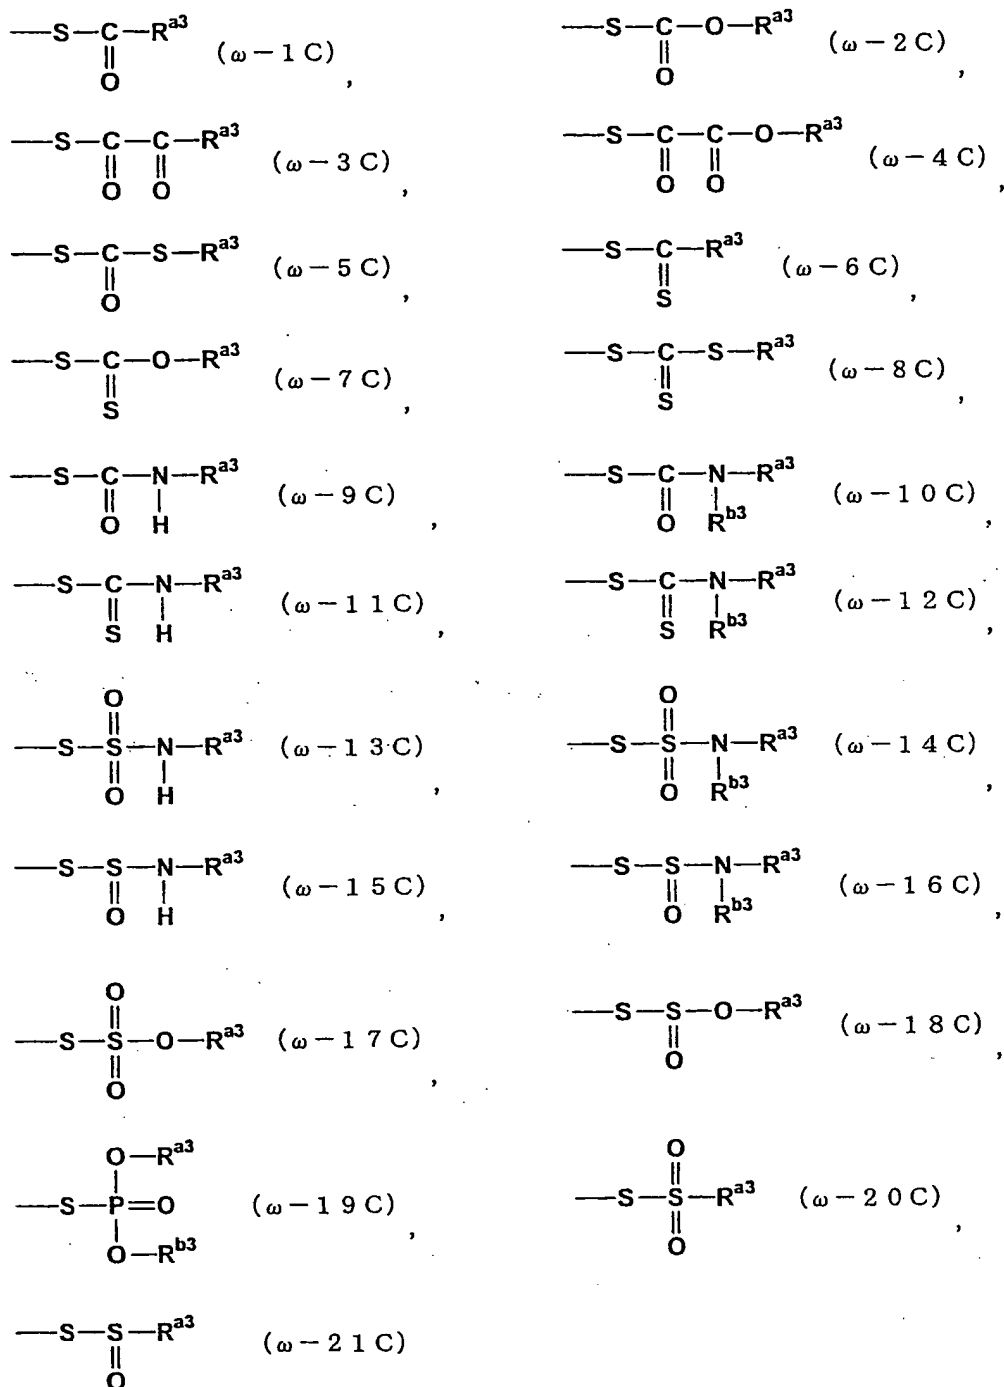 —S—C—R^a3 (ω−1C),
‖
O
—S—C—O—R^a3 (ω−2C),
‖
O
—S—C—C—R^a3 (ω−3C),
‖ ‖
O O
—S—C—C—O—R^a3 (ω−4C),
‖ ‖
O O
—S—C—S—R^a3 (ω−5C),
‖
O
—S—C—R^a3 (ω−6C),
‖
S
—S—C—O—R^a3 (ω−7C),
‖
S
—S—C—S—R^a3 (ω−8C),
‖
S
—S—C—N—R^a3 (ω−9C),
‖ |
O H
—S—C—N—R^a3 (ω−10C),
‖ |
O R^b3
—S—C—N—R^a3 (ω−11C),
‖ |
S H
—S—C—N—R^a3 (ω−12C),
‖ |
S R^b3
O
‖
—S—S—N—R^a3 (ω−13C),
‖ |
O H
O
‖
—S—S—N—R^a3 (ω−14C),
‖ |
O R^b3
—S—S—N—R^a3 (ω−15C),
‖ |
O H
—S—S—N—R^a3 (ω−16C),
‖ |
O R^b3
O
‖
—S—S—O—R^a3 (ω−17C),
‖
O
—S—S—O—R^a3 (ω−18C),
‖
O
O—R^a3
|
—S—P=O (ω−19C),
|
O—R^b3
O
‖
—S—S—R^a3 (ω−20C),
‖
O
—S—S—R^a3 (ω−21C)
‖
O